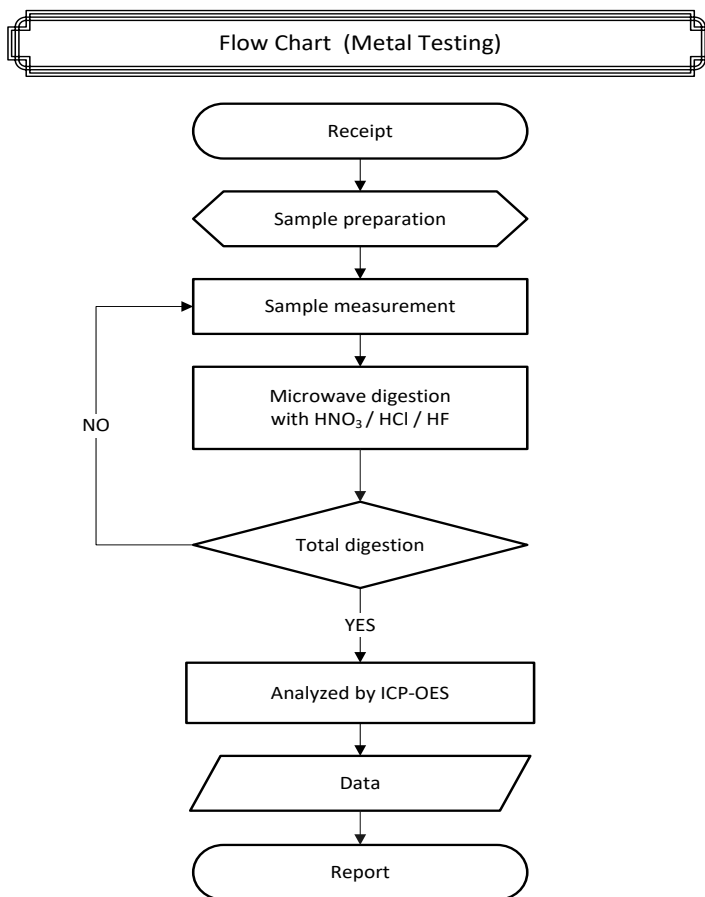 Flow Chart (Metal Testing)
Receipt
Sample preparation
Sample measurement
Microwave digestion
with HNO₃ / HCl / HF
NO
Total digestion
YES
Analyzed by ICP-OES
Data
Report